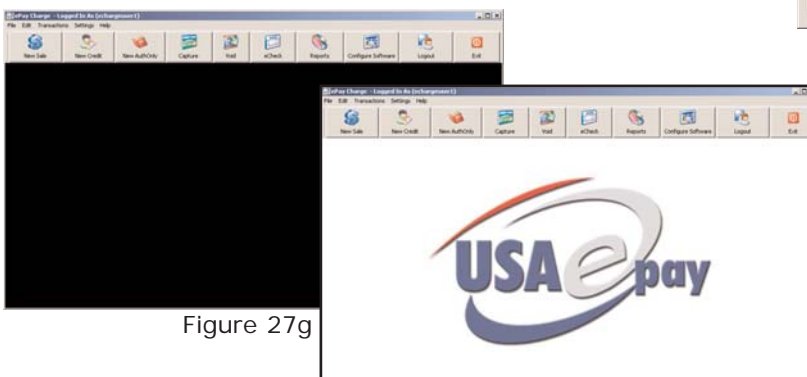 ePay Charge - Logged In As (echargeuser1)
File Edit Transactions Settings Help
New Sale New Credit New AuthOnly Capture Void eCheck Reports Configure Software Logout Exit
ePay Charge - Logged In As (echargeuser1)
File Edit Transactions Settings Help
New Sale New Credit New AuthOnly Capture Void eCheck Reports Configure Software Logout Exit
USA epay
Figure 27g